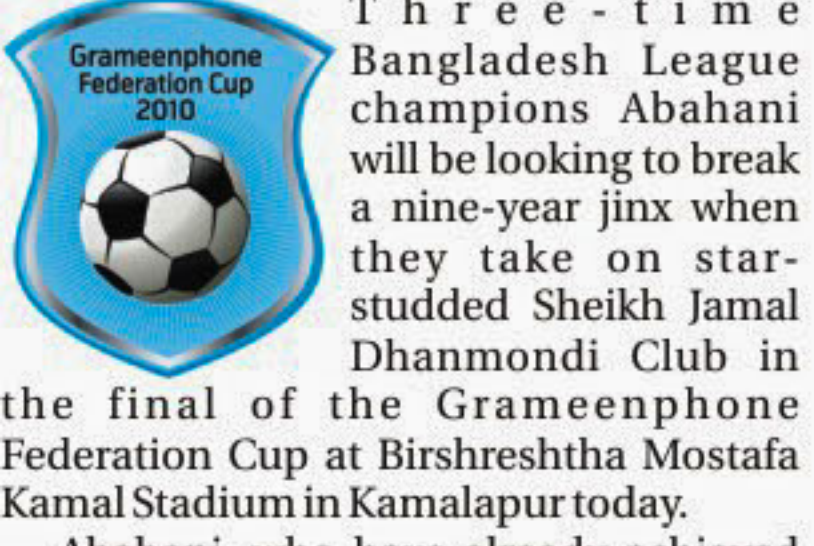 Grameenphone
Federation Cup
2010
Three-time
Bangladesh League
champions Abahani
will be looking to break
a nine-year jinx when
they take on star-
studded Sheikh Jamal
Dhanmondi Club in
the final of the Grameenphone
Federation Cup at Birshreshtha Mostafa
Kamal Stadium in Kamalapur today.